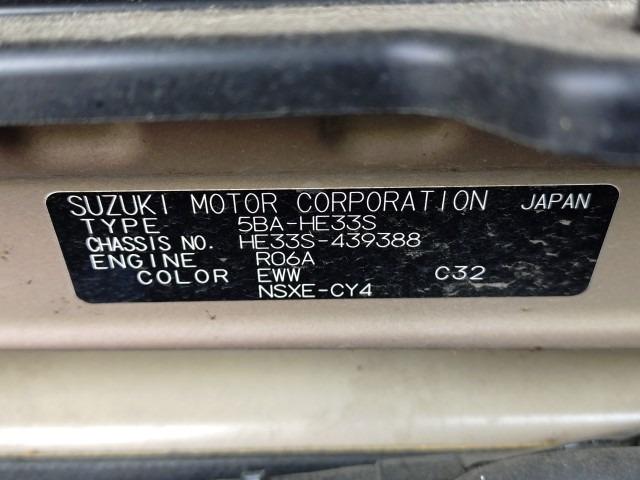 SUZUKI MOTOR CORPORATION JAPAN
TYPE 5BA-HE33S
CHASSIS NO. HE33S-439388
ENGINE R06A
COLOR EWW C32
NSXE-CY4